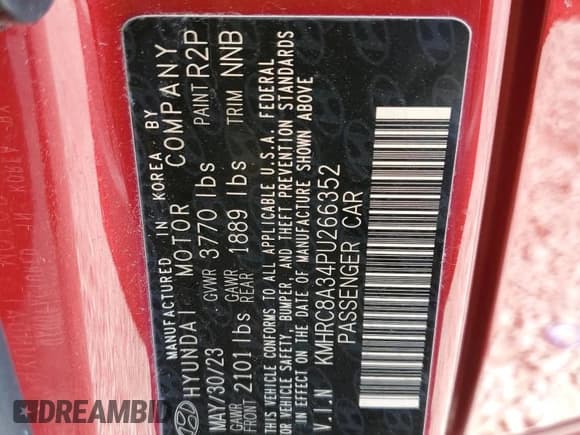 MANUFACTURED IN KOREA BY
HYUNDAI MOTOR COMPANY
MAY/30/23 GVWR 3770 lbs PAINT R2P
GAWR FRONT 2101 lbs GAWR REAR 1889 lbs TRIM NNB
THIS VEHICLE CONFORMS TO ALL APPLICABLE U.S.A. FEDERAL
VEHICLE SAFETY, BUMPER, AND THEFT PREVENTION STANDARDS
IN EFFECT ON THE DATE OF MANUFACTURE SHOWN ABOVE
V.I.N KMHRC8A34PU266352
PASSENGER CAR
DREAMBID